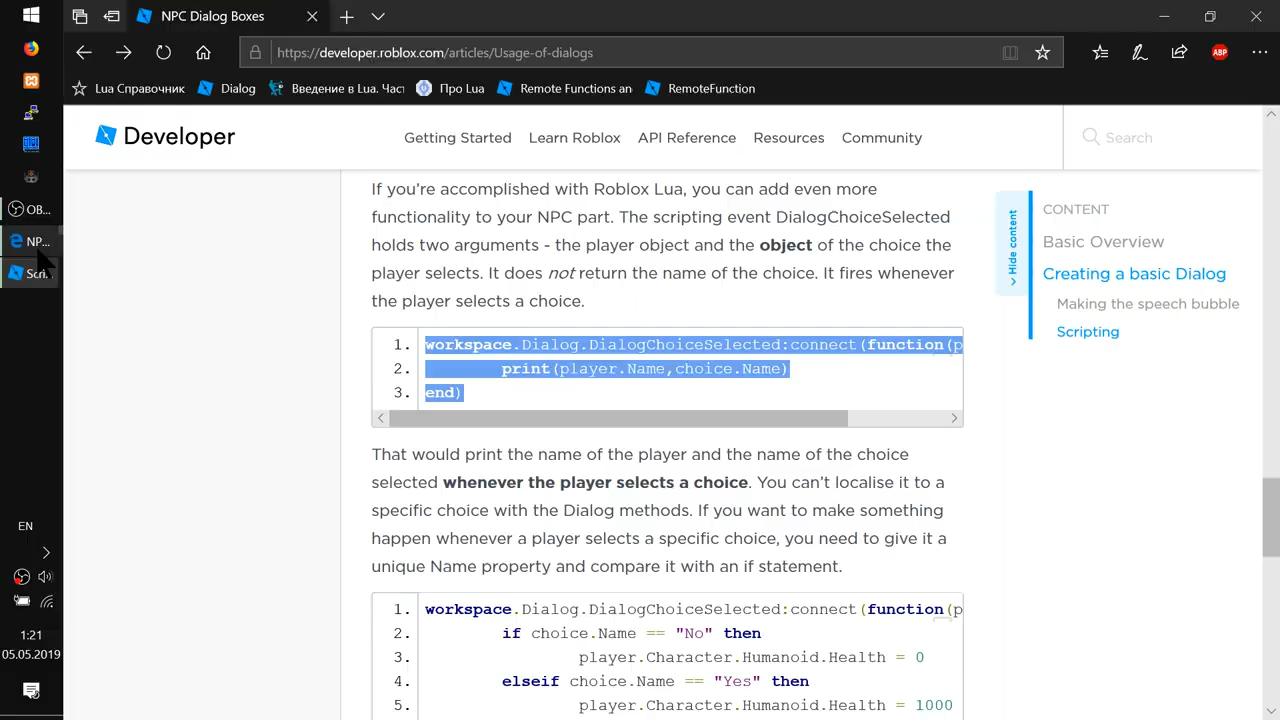 NPC Dialog Boxes
https://developer.roblox.com/articles/Usage-of-dialogs
ABP
Lua Справочник
Dialog
Введение в Lua. Част
Про Lua
Remote Functions an
RemoteFunction
Developer
Getting Started
Learn Roblox
API Reference
Resources
Community
Search
If you're accomplished with Roblox Lua, you can add even more
functionality to your NPC part. The scripting event DialogChoiceSelected
holds two arguments - the player object and the object of the choice the
player selects. It does not return the name of the choice. It fires whenever
the player selects a choice.
1. workspace.Dialog.DialogChoiceSelected:connect(function(p
2. print(player.Name,choice.Name)
3. end)
That would print the name of the player and the name of the choice
selected whenever the player selects a choice. You can't localise it to a
specific choice with the Dialog methods. If you want to make something
happen whenever a player selects a specific choice, you need to give it a
unique Name property and compare it with an if statement.
1. workspace.Dialog.DialogChoiceSelected:connect(function(p
2. if choice.Name == "No" then
3. player.Character.Humanoid.Health = 0
4. elseif choice.Name == "Yes" then
5. player.Character.Humanoid.Health = 1000
Hide content
CONTENT
Basic Overview
Creating a basic Dialog
Making the speech bubble
Scripting
OB...
NP...
Scri...
EN
1:21
05.05.2019